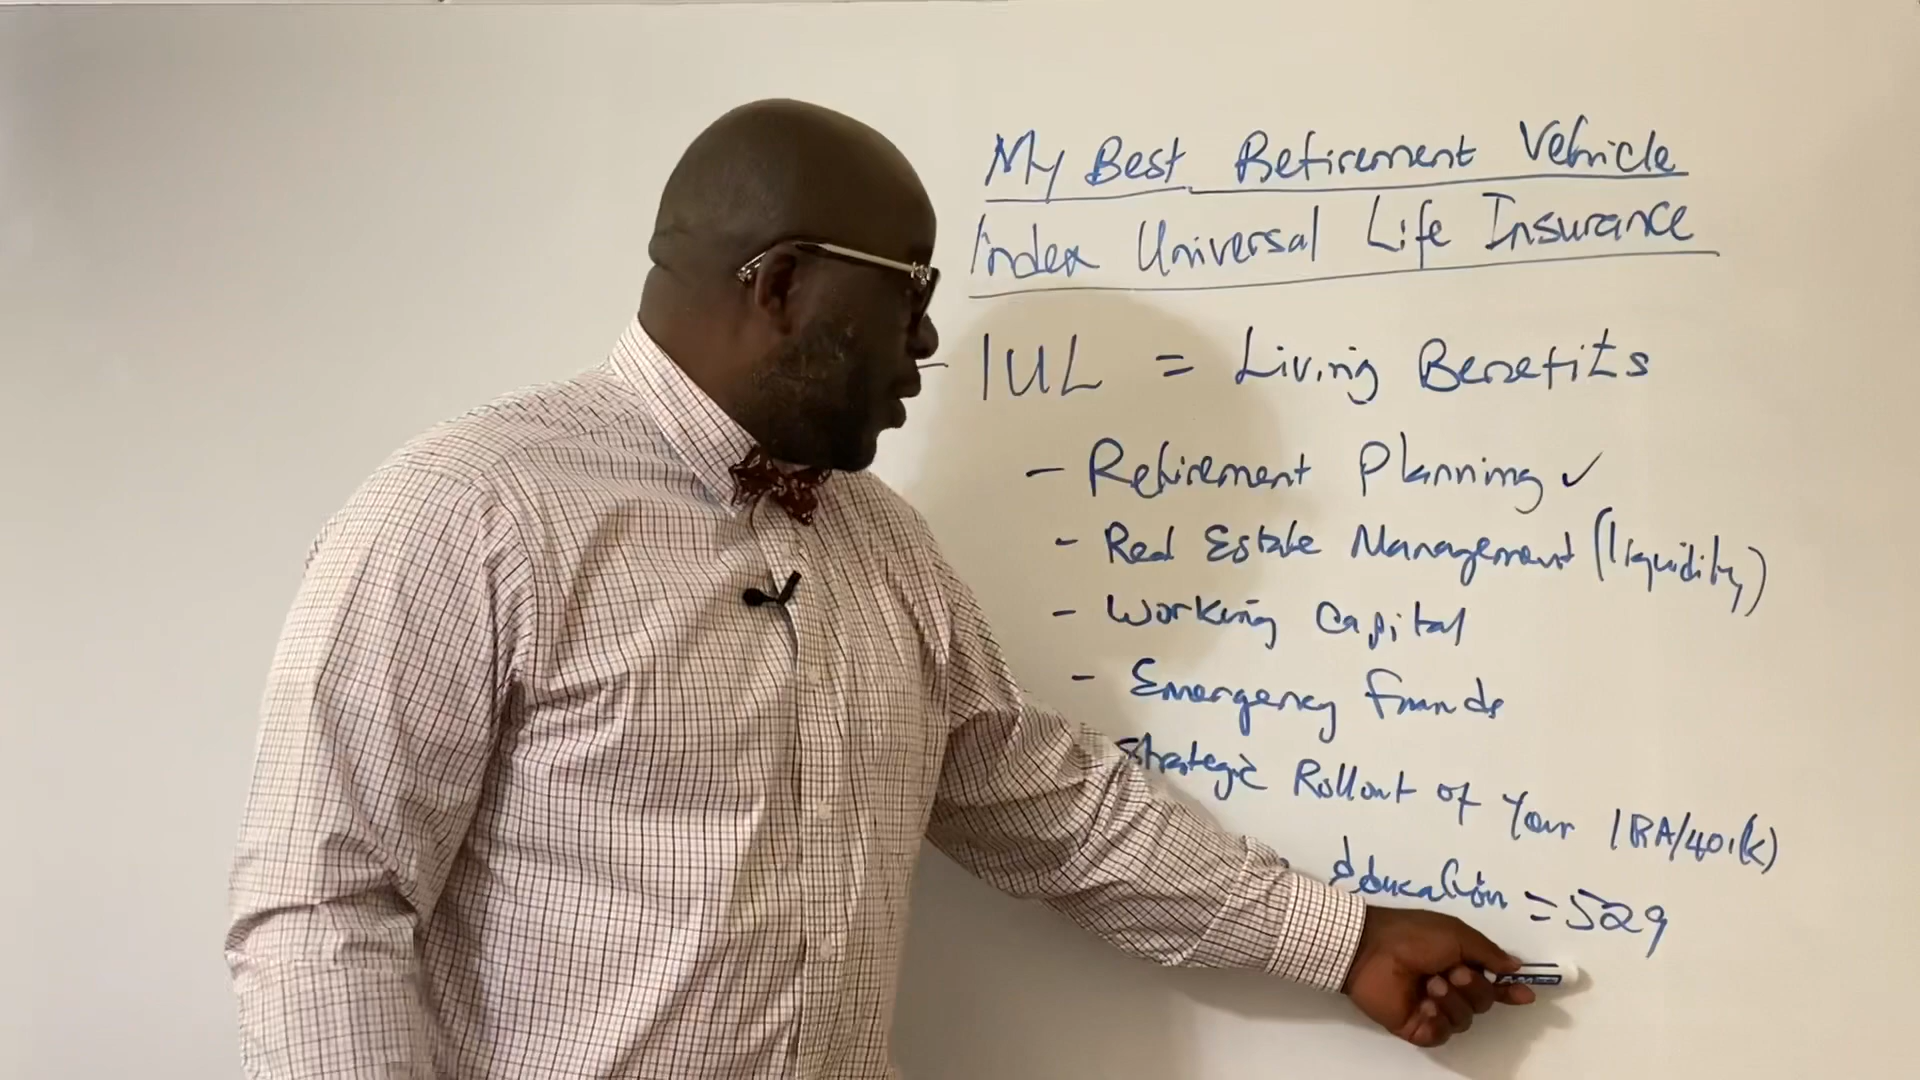 My Best Retirement Vehicle
Index Universal Life Insurance
- IUL = Living Benefits
- Retirement Planning ✓
- Real Estate Management (liquidity)
- Working Capital
- Emergency Funds
Strategic Rollout of Your IRA/401(k)
Education = 529